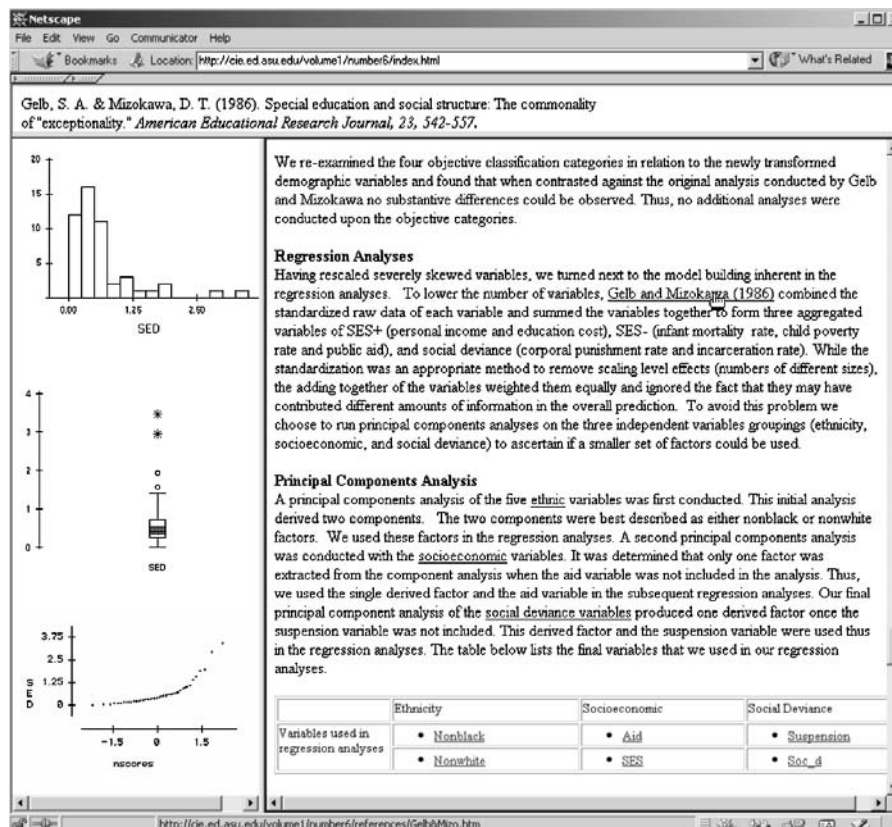 Netscape
File Edit View Go Communicator Help
Bookmarks Location: http://cie.ed.asu.edu/volume1/number6/index.html What's Related
Gelb, S. A. & Mizokawa, D. T. (1986). Special education and social structure: The commonality
of "exceptionality." American Educational Research Journal, 23, 542-557.
20
15
10
5
0.00 1.25 2.50
SED
4
3
2
1
0
SED
3.75
2.5
1.25
0
SED
-1.5 0 1.5
nscores
We re-examined the four objective classification categories in relation to the newly transformed
demographic variables and found that when contrasted against the original analysis conducted by Gelb
and Mizokawa no substantive differences could be observed. Thus, no additional analyses were
conducted upon the objective categories.
Regression Analyses
Having rescaled severely skewed variables, we turned next to the model building inherent in the
regression analyses. To lower the number of variables, Gelb and Mizokawa (1986) combined the
standardized raw data of each variable and summed the variables together to form three aggregated
variables of SES+ (personal income and education cost), SES- (infant mortality rate, child poverty
rate and public aid), and social deviance (corporal punishment rate and incarceration rate). While the
standardization was an appropriate method to remove scaling level effects (numbers of different sizes),
the adding together of the variables weighted them equally and ignored the fact that they may have
contributed different amounts of information in the overall prediction. To avoid this problem we
choose to run principal components analyses on the three independent variables groupings (ethnicity,
socioeconomic, and social deviance) to ascertain if a smaller set of factors could be used.
Principal Components Analysis
A principal components analysis of the five ethnic variables was first conducted. This initial analysis
derived two components. The two components were best described as either nonblack or nonwhite
factors. We used these factors in the regression analyses. A second principal components analysis
was conducted with the socioeconomic variables. It was determined that only one factor was
extracted from the component analysis when the aid variable was not included in the analysis. Thus,
we used the single derived factor and the aid variable in the subsequent regression analyses. Our final
principal component analysis of the social deviance variables produced one derived factor once the
suspension variable was not included. This derived factor and the suspension variable were used thus
in the regression analyses. The table below lists the final variables that we used in our regression
analyses.
Ethnicity Socioeconomic Social Deviance
Variables used in
regression analyses
• Nonblack • Aid • Suspension
• Nonwhite • SES • Soc_d
http://cie.ed.asu.edu/volume1/number6/references/Gelb&Mizo.htm